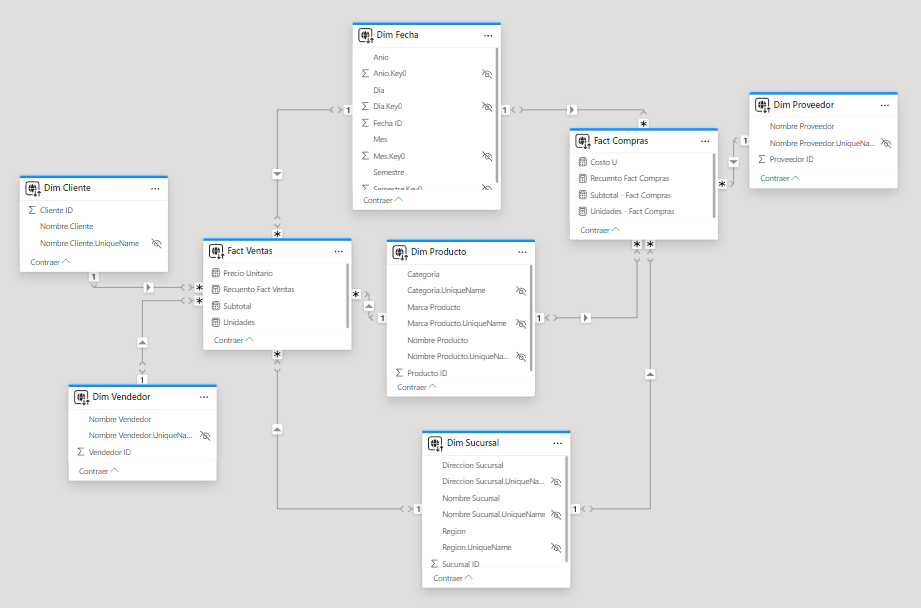 Dim Fecha
Anio
Anio.Key0
Dia
Dia.Key0
Fecha ID
Mes
Mes.Key0
Semestre
Semestre.Key0
Contraer
Dim Proveedor
Nombre Proveedor
Nombre Proveedor.UniqueNa...
Proveedor ID
Contraer
Fact Compras
Costo U
Recuento Fact Compras
Subtotal - Fact Compras
Unidades - Fact Compras
Contraer
Dim Cliente
Cliente ID
Nombre Cliente
Nombre Cliente.UniqueName
Contraer
Fact Ventas
Precio Unitario
Recuento Fact Ventas
Subtotal
Unidades
Contraer
Dim Producto
Categoria
Categoria.UniqueName
Marca Producto
Marca Producto.UniqueName
Nombre Producto
Nombre Producto.UniqueNa...
Producto ID
Contraer
Dim Vendedor
Nombre Vendedor
Nombre Vendedor.UniqueNa...
Vendedor ID
Contraer
Dim Sucursal
Direccion Sucursal
Direccion Sucursal.UniqueNa...
Nombre Sucursal
Nombre Sucursal.UniqueName
Region
Region.UniqueName
Sucursal ID
Contraer
1
1
*
*
1
*
*
*
1
*
*
1
*
1
1
*
1
1